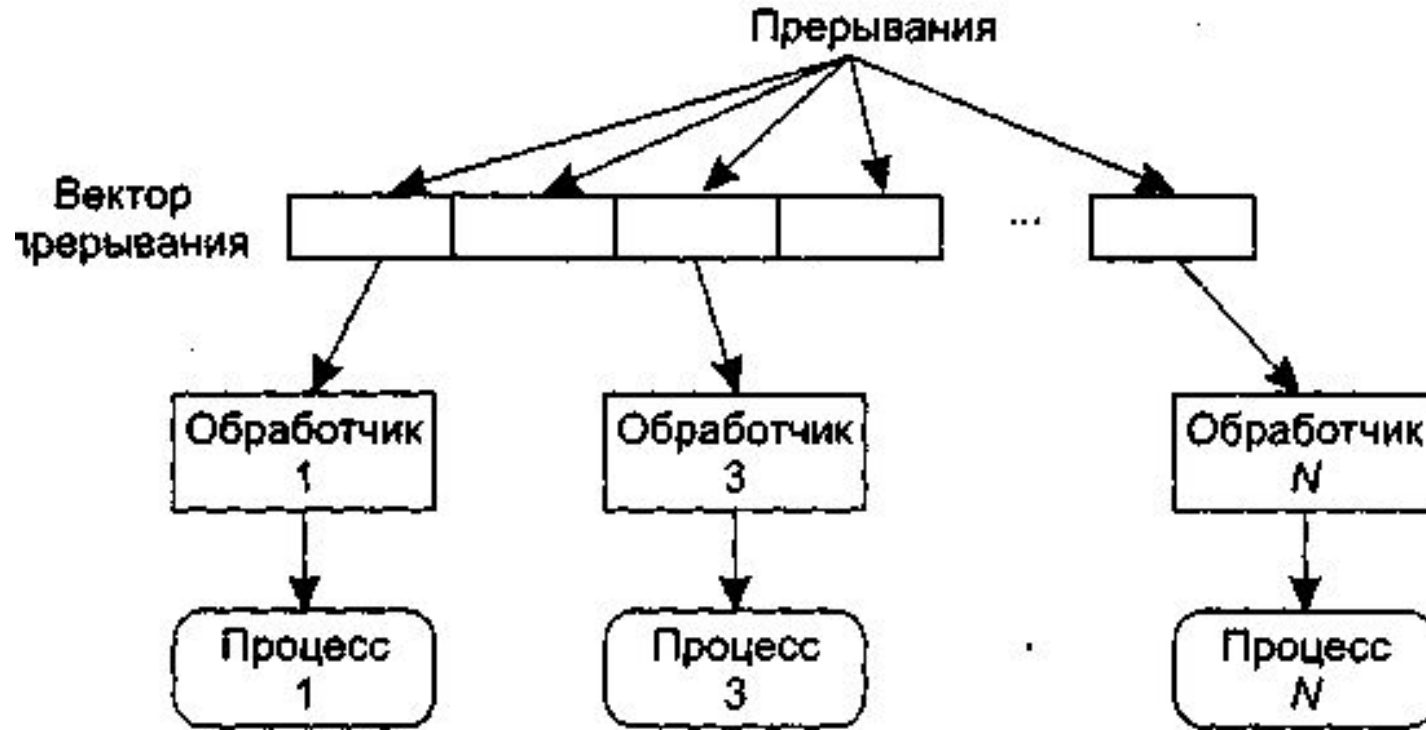 Прерывания
Вектор
прерывания
...
Обработчик
1
Обработчик
3
Обработчик
N
Процесс
1
Процесс
3
Процесс
N